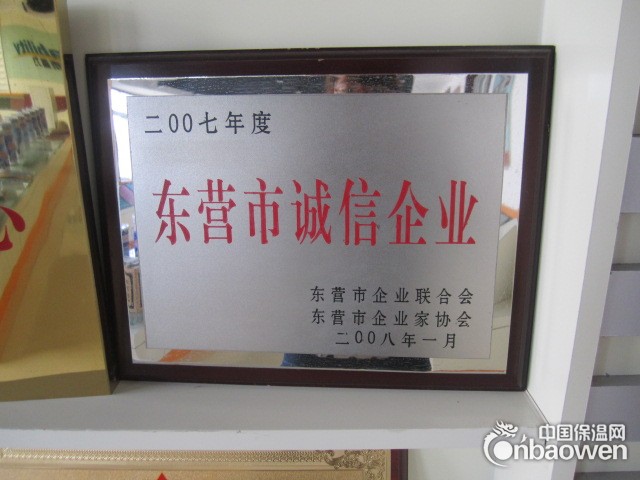 二00七年度
东营市诚信企业
东营市企业联合会
东营市企业家协会
二00八年一月
中国保温网
cnbaowen